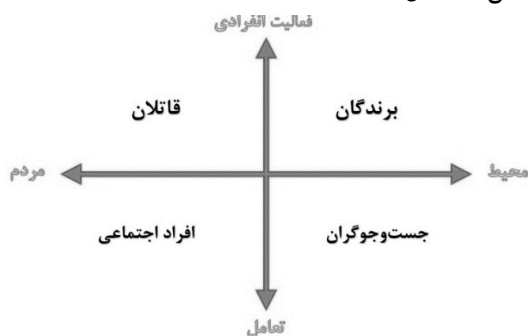 فعالیت انفرادی
برندگان
قاتلان
محیط
مردم
جست‌وجوگران
افراد اجتماعی
تعامل